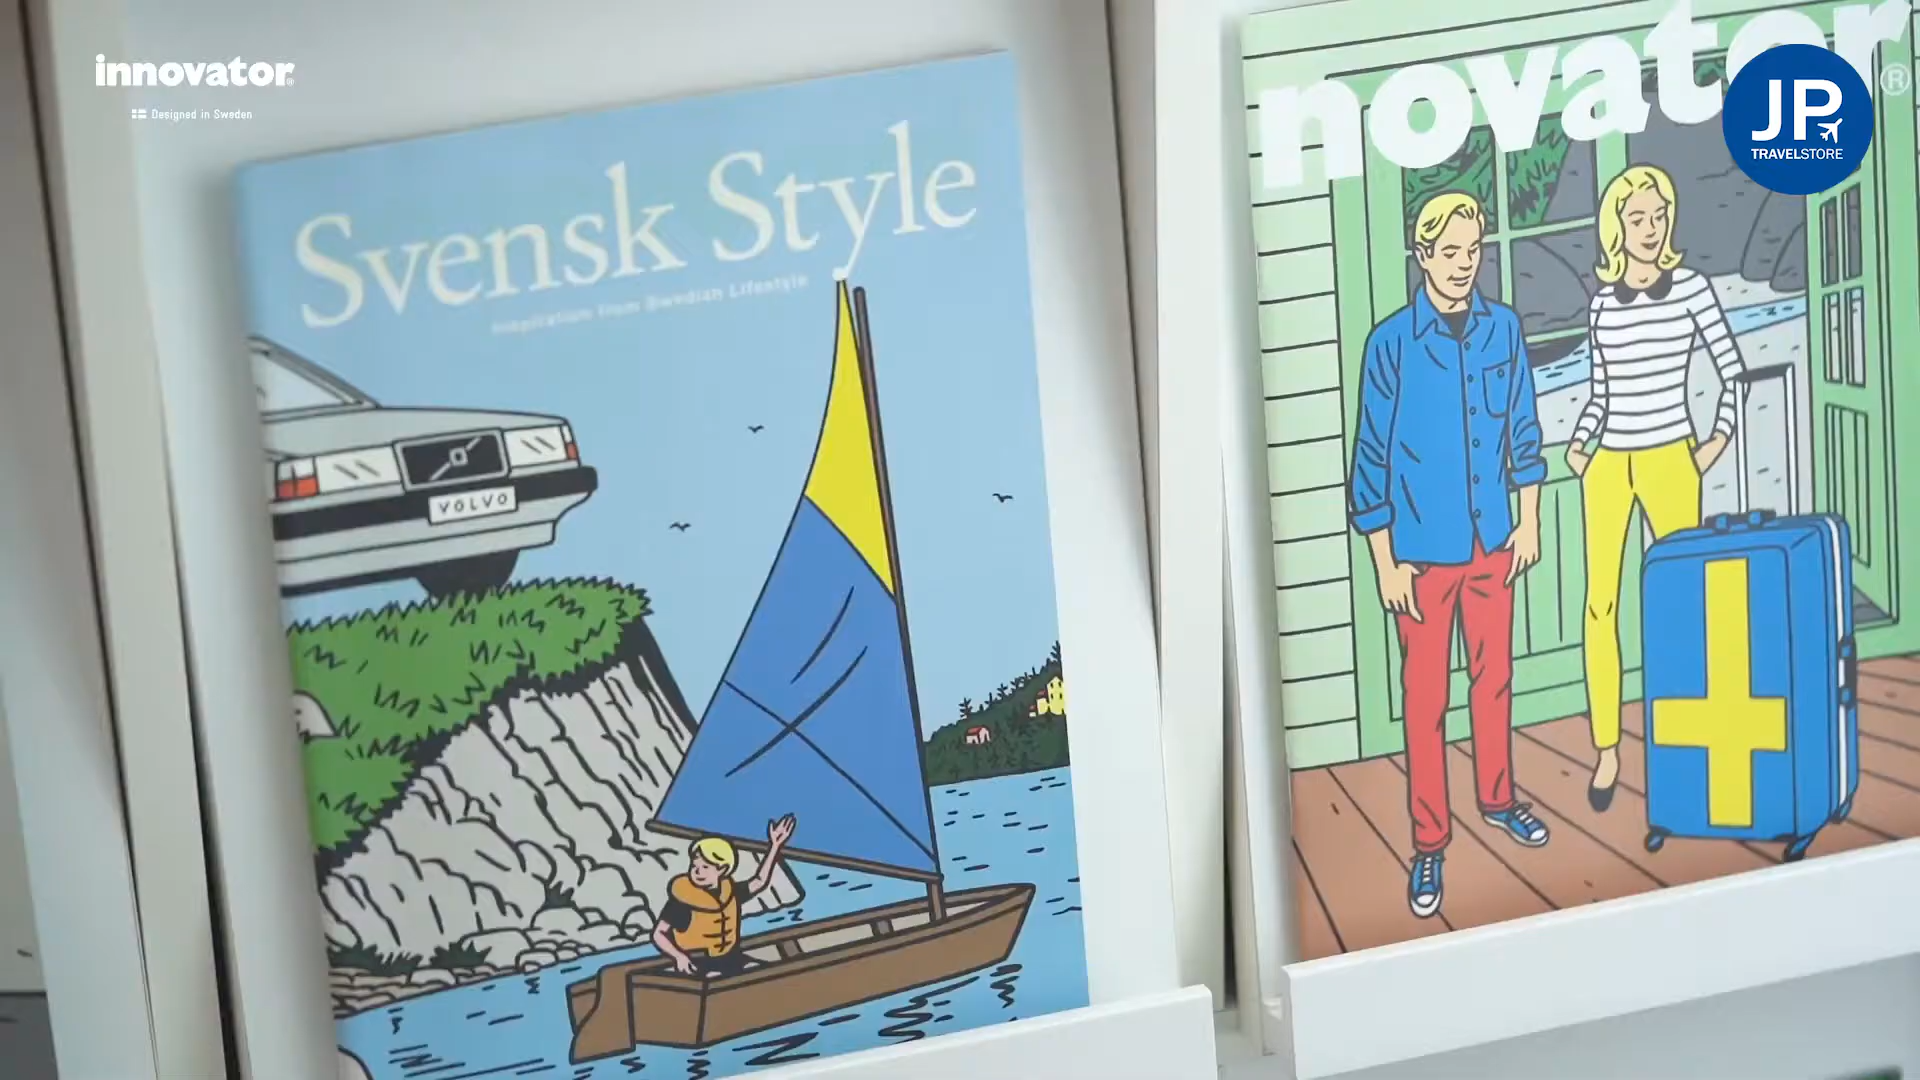 innovator®
Designed in Sweden
Svensk Style
Inspiration from Swedish Lifestyle
VOLVO
novator®
JP
TRAVELSTORE